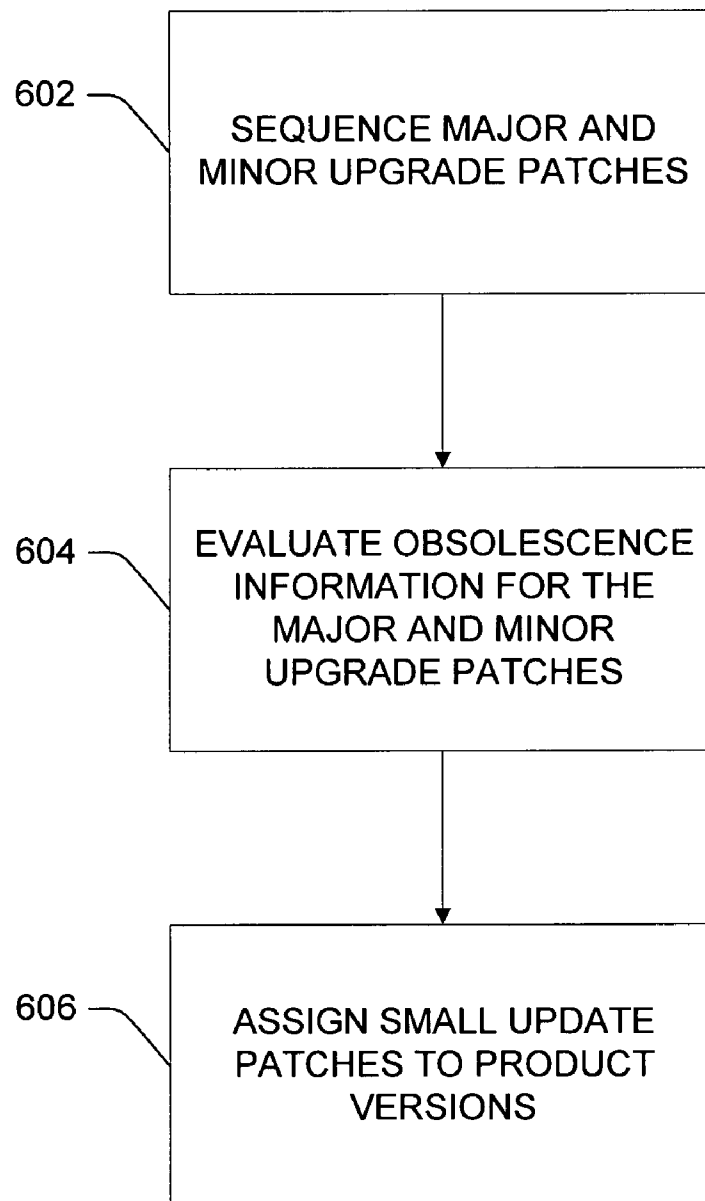 602
SEQUENCE MAJOR AND
MINOR UPGRADE PATCHES
604
EVALUATE OBSOLESCENCE
INFORMATION FOR THE
MAJOR AND MINOR
UPGRADE PATCHES
606
ASSIGN SMALL UPDATE
PATCHES TO PRODUCT
VERSIONS